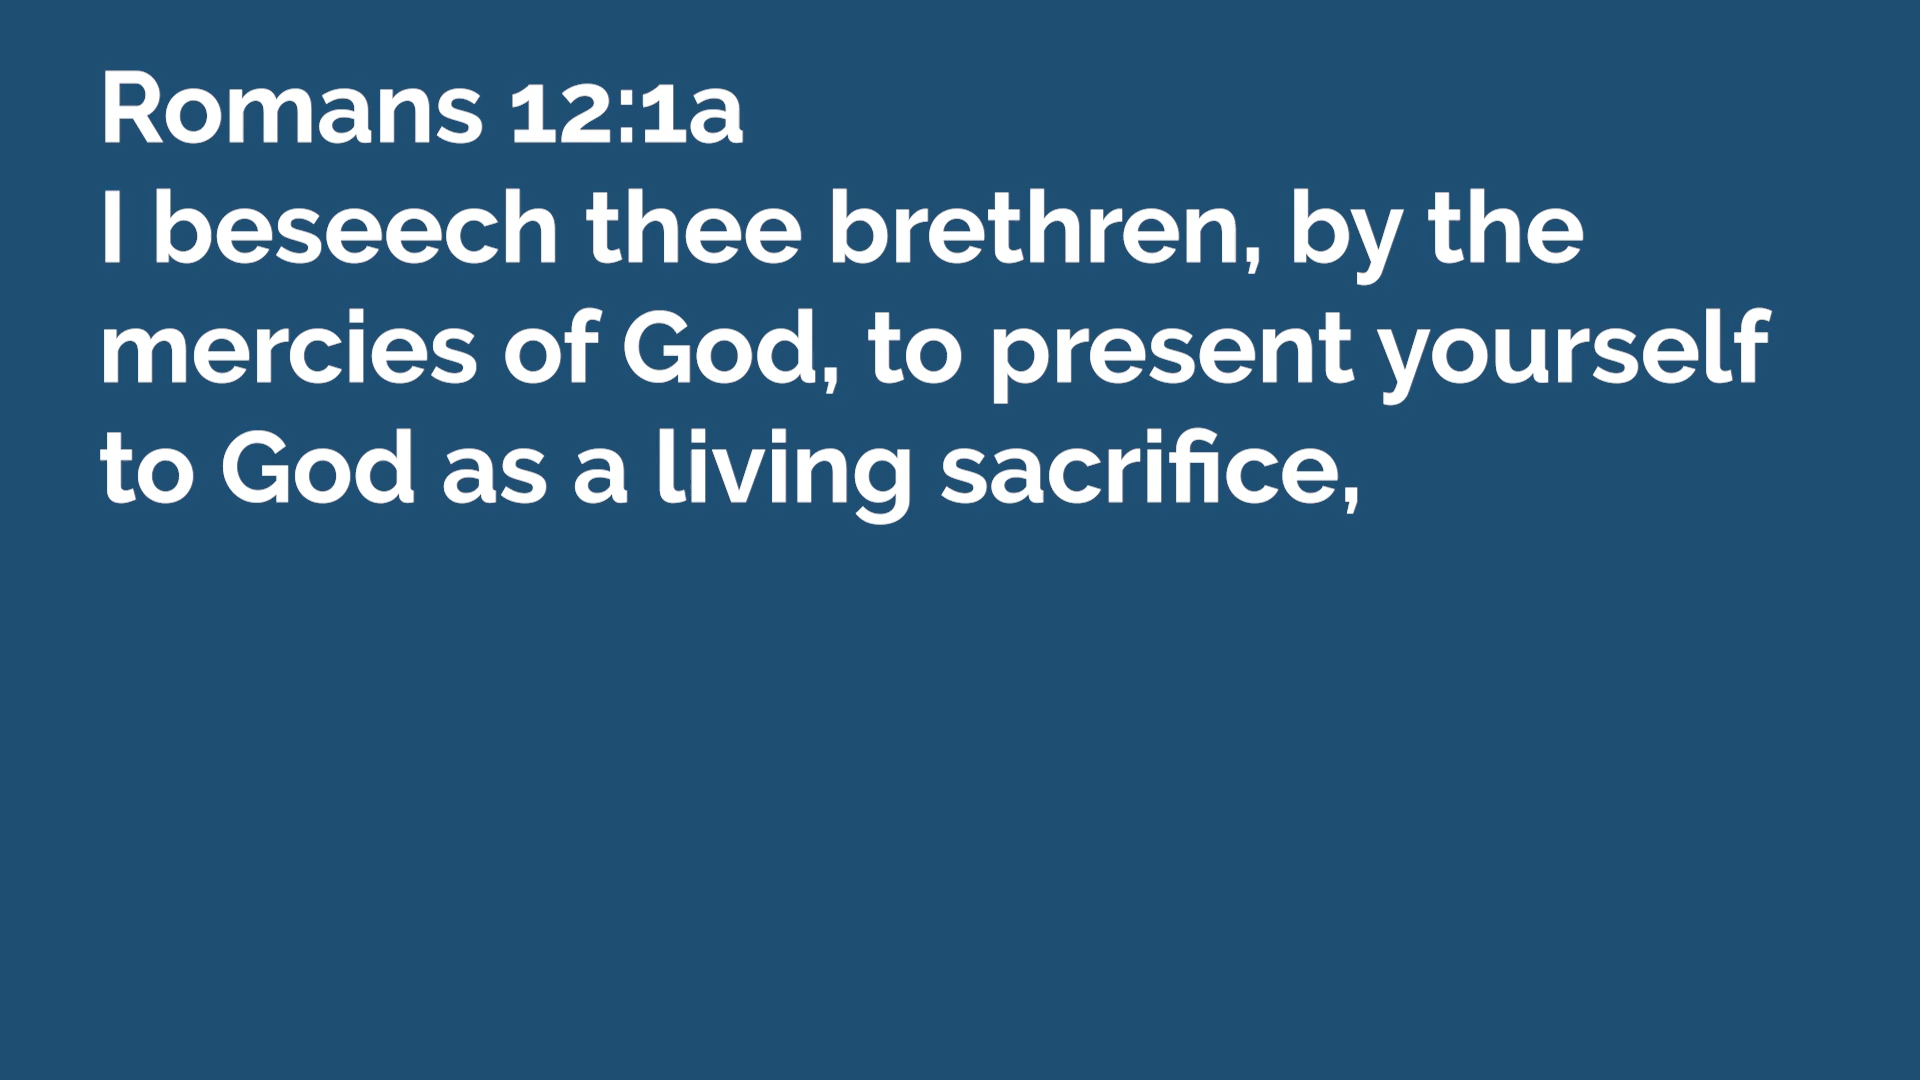 Romans 12:1a
I beseech thee brethren, by the
mercies of God, to present yourself
to God as a living sacrifice,